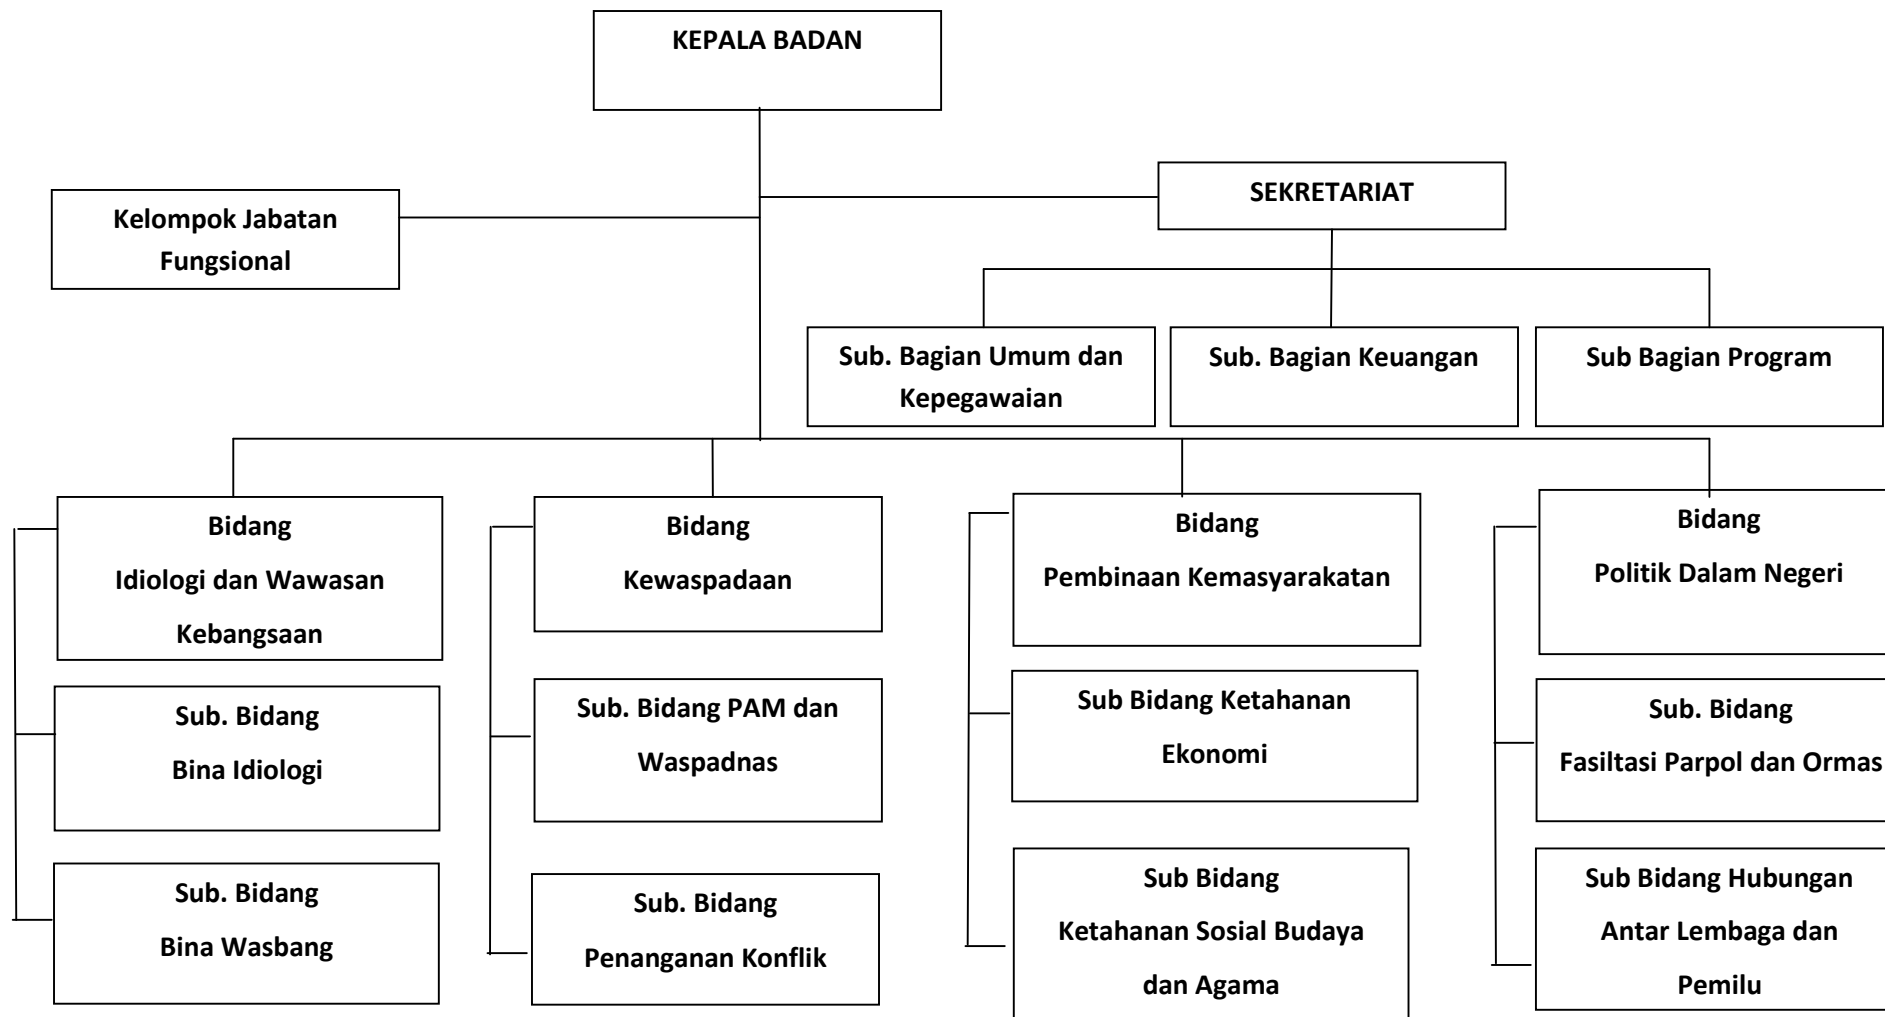 KEPALA BADAN
SEKRETARIAT
Kelompok Jabatan
Fungsional
Sub. Bagian Umum dan
Kepegawaian
Sub. Bagian Keuangan
Sub Bagian Program
Bidang
Idiologi dan Wawasan
Kebangsaan
Bidang
Kewaspadaan
Bidang
Pembinaan Kemasyarakatan
Bidang
Politik Dalam Negeri
Sub. Bidang
Bina Idiologi
Sub. Bidang PAM dan
Waspadnas
Sub Bidang Ketahanan
Ekonomi
Sub. Bidang
Fasiltasi Parpol dan Ormas
Sub. Bidang
Bina Wasbang
Sub. Bidang
Penanganan Konflik
Sub Bidang
Ketahanan Sosial Budaya
dan Agama
Sub Bidang Hubungan
Antar Lembaga dan
Pemilu